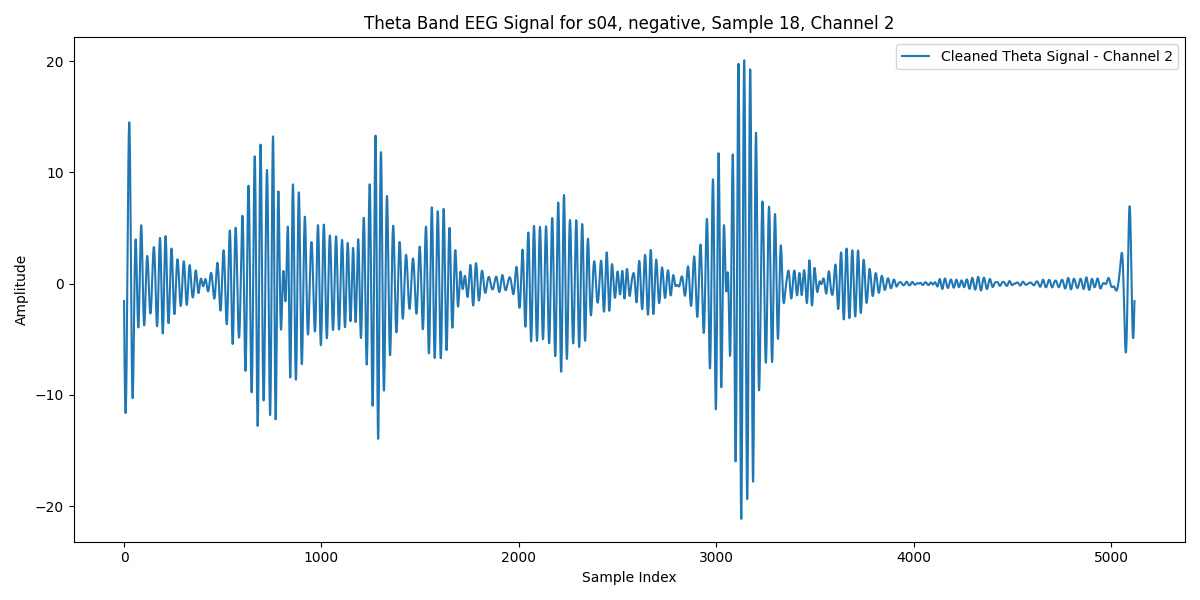 Theta Band EEG Signal for s04, negative, Sample 18, Channel 2
Cleaned Theta Signal - Channel 2
20
10
0
−10
−20
Amplitude
0 1000 2000 3000 4000 5000
Sample Index